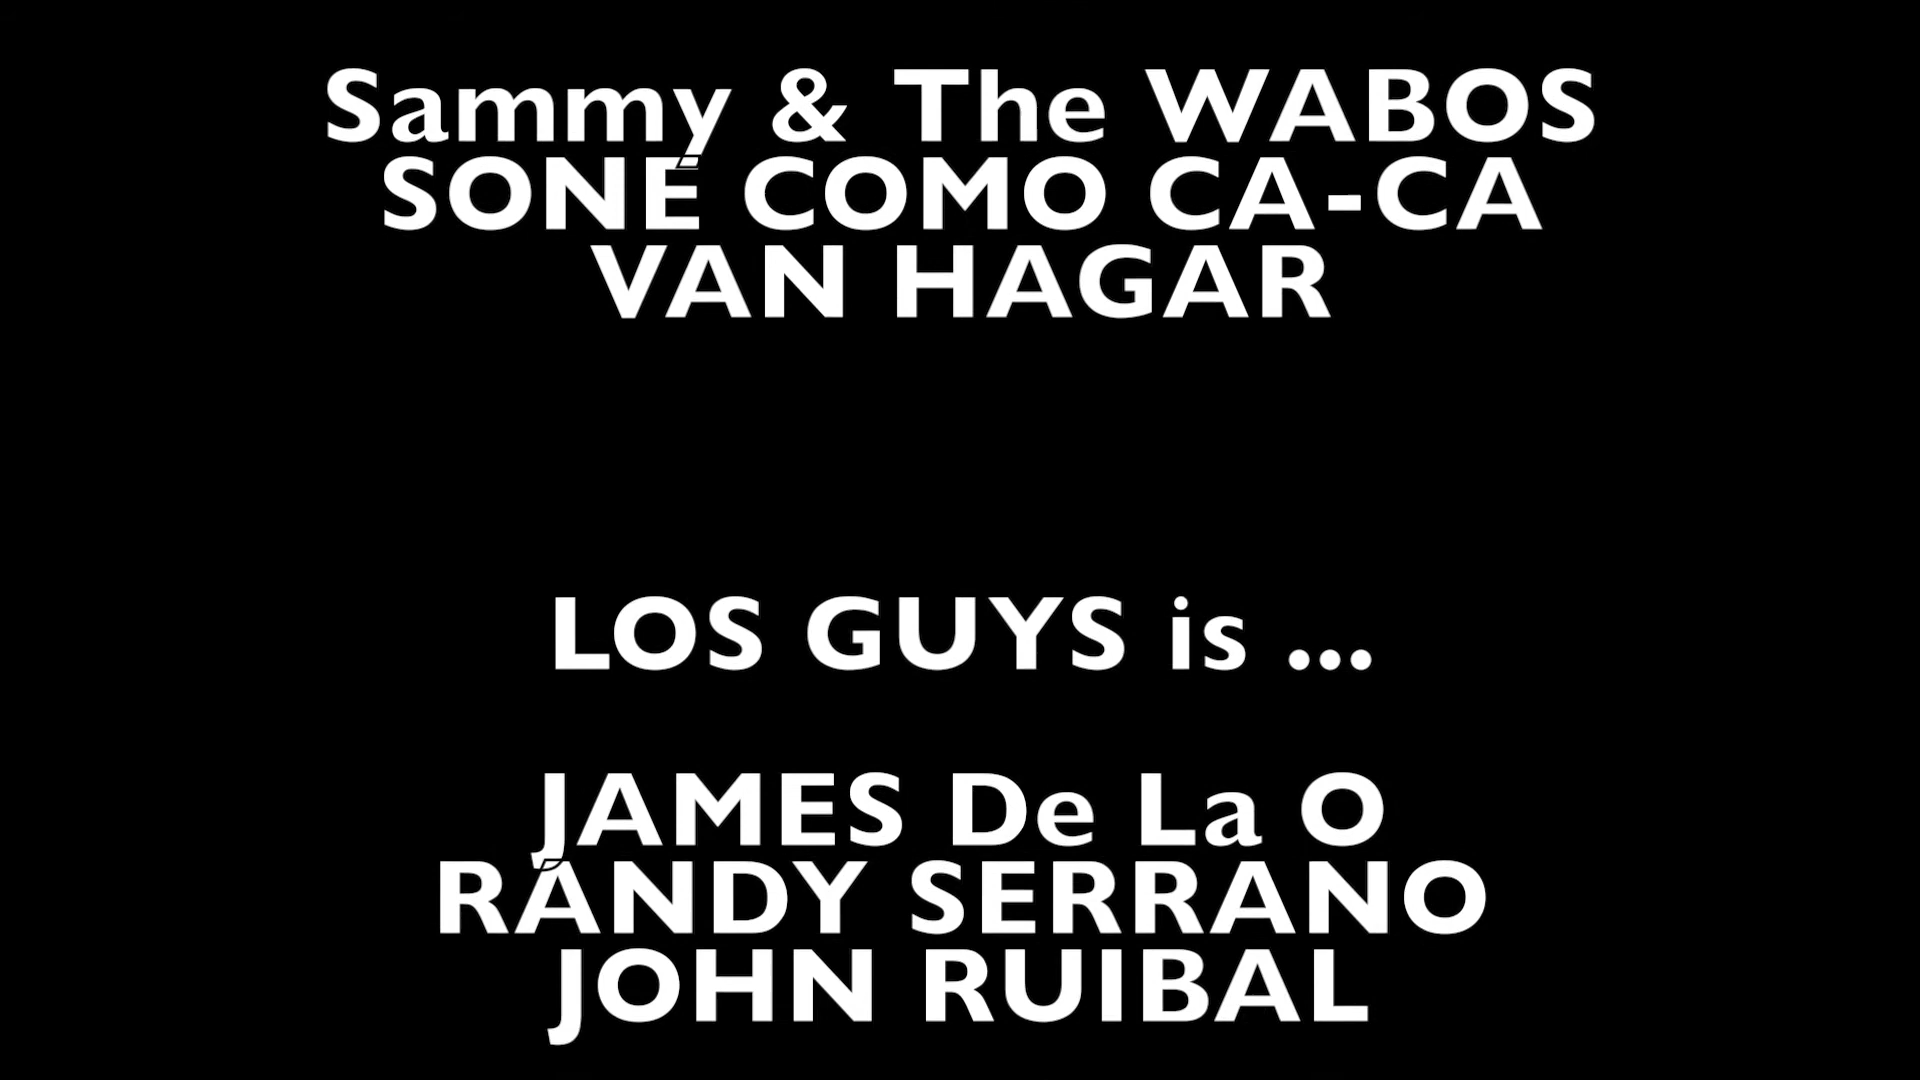 Sammy & The WABOS
SONÉ COMO CA-CA
VAN HAGAR
LOS GUYS is ...
JAMES De La O
RANDY SERRANO
JOHN RUIBAL